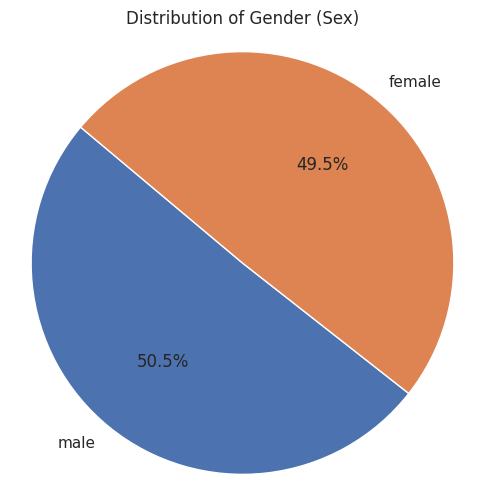 Distribution of Gender (Sex)
female
49.5%
50.5%
male